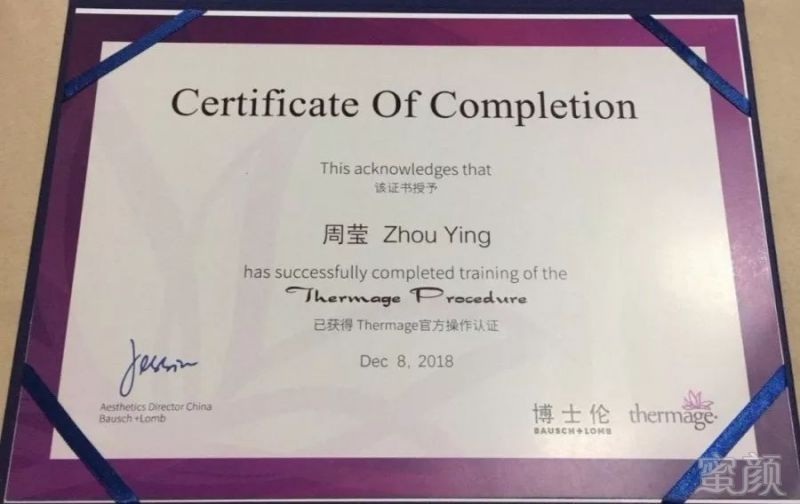 Certificate Of Completion
This acknowledges that
该证书授予
周莹 Zhou Ying
has successfully completed training of the
Thermage Procedure
已获得 Thermage官方操作认证
Dec 8, 2018
Jessin
Aesthetics Director China
Bausch +Lomb
博士伦
BAUSCH+LOMB
thermage
蜜颜